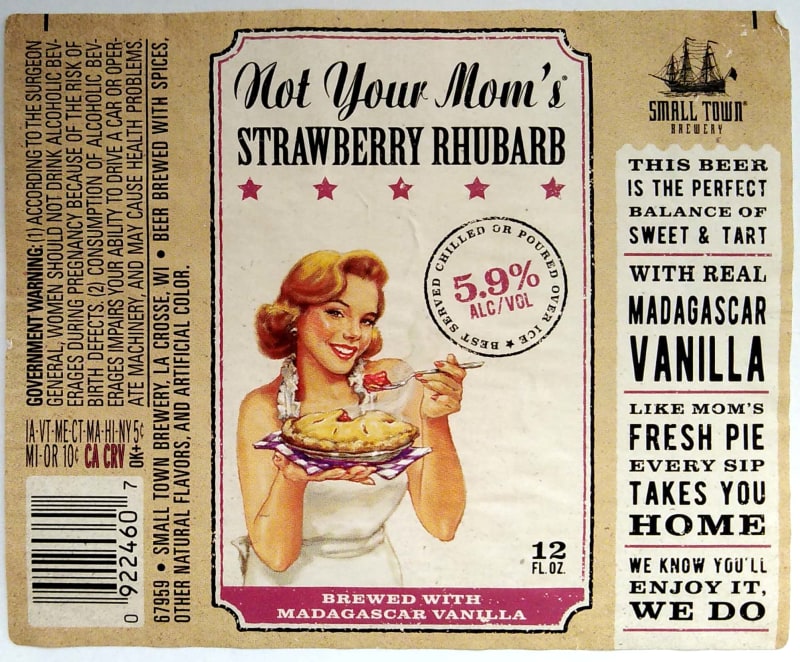 GOVERNMENT WARNING: (1) ACCORDING TO THE SURGEON
GENERAL, WOMEN SHOULD NOT DRINK ALCOHOLIC BEV-
ERAGES DURING PREGNANCY BECAUSE OF THE RISK OF
BIRTH DEFECTS. (2) CONSUMPTION OF ALCOHOLIC BEV-
ERAGES IMPAIRS YOUR ABILITY TO DRIVE A CAR OR OPER-
ATE MACHINERY, AND MAY CAUSE HEALTH PROBLEMS.
IA-VT-ME-CT-MA-HI-NY 5¢
MI-OR 10¢ CA CRV OK+
0 922460 7
67959 • SMALL TOWN BREWERY, LA CROSSE, WI • BEER BREWED WITH SPICES,
OTHER NATURAL FLAVORS, AND ARTIFICAL COLOR.
Not Your Mom's®
STRAWBERRY RHUBARB
BEST SERVED CHILLED OR POURED OVER ICE
5.9%
ALC/VOL
12
FL. OZ.
BREWED WITH
MADAGASCAR VANILLA
SMALL TOWN®
BREWERY
THIS BEER
IS THE PERFECT
BALANCE OF
SWEET & TART
WITH REAL
MADAGASCAR
VANILLA
LIKE MOM'S
FRESH PIE
EVERY SIP
TAKES YOU
HOME
WE KNOW YOU'LL
ENJOY IT,
WE DO